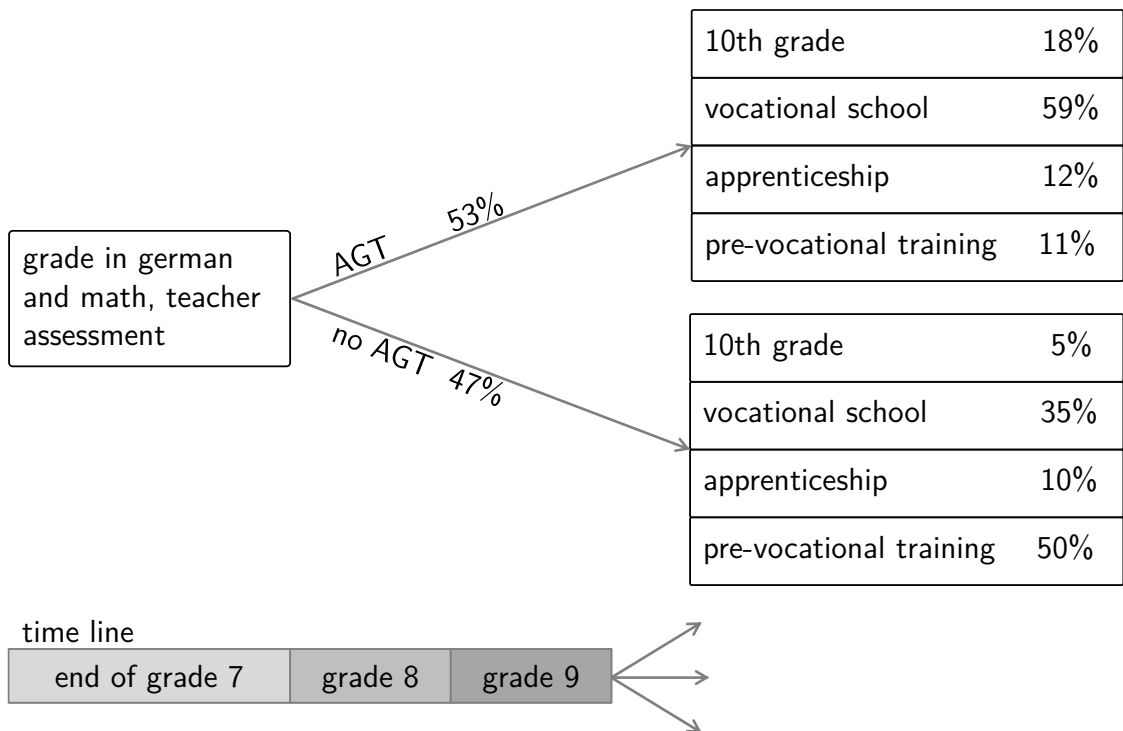 10th grade 18%
vocational school 59%
apprenticeship 12%
pre-vocational training 11%
AGT 53%
grade in german
and math, teacher
assessment
no AGT 47%
10th grade 5%
vocational school 35%
apprenticeship 10%
pre-vocational training 50%
time line
end of grade 7 grade 8 grade 9